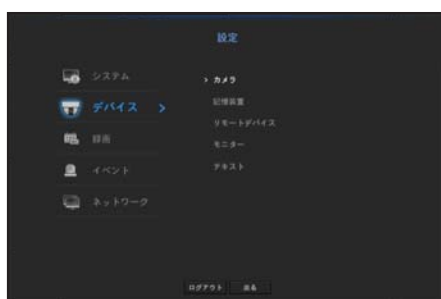 設定
システム
デバイス >
録画
イベント
ネットワーク
> カメラ
記憶装置
リモートデバイス
モニター
テキスト
ログアウト 戻る